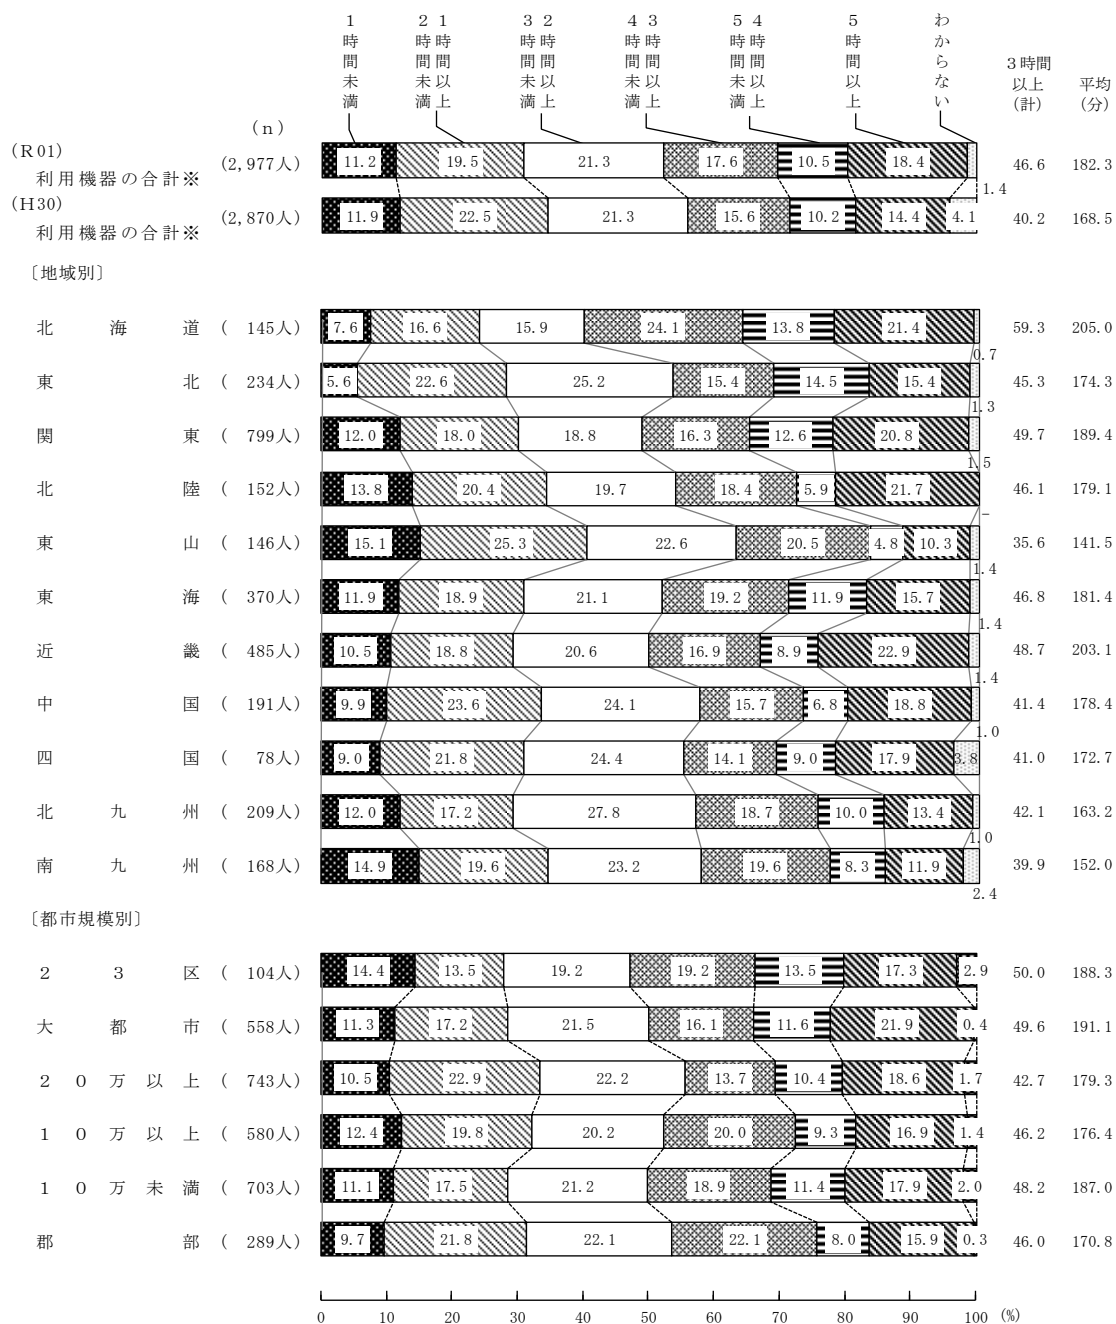 1時間未満
1時間以上2時間未満
2時間以上3時間未満
3時間以上4時間未満
4時間以上5時間未満
5時間以上
わからない
3時間以上(計)
平均(分)
(n)
(R01) 利用機器の合計※ (2,977人) 11.2 19.5 21.3 17.6 10.5 18.4 1.4 46.6 182.3
(H30) 利用機器の合計※ (2,870人) 11.9 22.5 21.3 15.6 10.2 14.4 4.1 40.2 168.5
〔地域別〕
北海道 (145人) 7.6 16.6 15.9 24.1 13.8 21.4 0.7 59.3 205.0
東北 (234人) 5.6 22.6 25.2 15.4 14.5 15.4 1.3 45.3 174.3
関東 (799人) 12.0 18.0 18.8 16.3 12.6 20.8 1.5 49.7 189.4
北陸 (152人) 13.8 20.4 19.7 18.4 5.9 21.7 − 46.1 179.1
東山 (146人) 15.1 25.3 22.6 20.5 4.8 10.3 1.4 35.6 141.5
東海 (370人) 11.9 18.9 21.1 19.2 11.9 15.7 1.4 46.8 181.4
近畿 (485人) 10.5 18.8 20.6 16.9 8.9 22.9 1.4 48.7 203.1
中国 (191人) 9.9 23.6 24.1 15.7 6.8 18.8 1.0 41.4 178.4
四国 (78人) 9.0 21.8 24.4 14.1 9.0 17.9 3.8 41.0 172.7
北九州 (209人) 12.0 17.2 27.8 18.7 10.0 13.4 1.0 42.1 163.2
南九州 (168人) 14.9 19.6 23.2 19.6 8.3 11.9 2.4 39.9 152.0
〔都市規模別〕
23区 (104人) 14.4 13.5 19.2 19.2 13.5 17.3 2.9 50.0 188.3
大都市 (558人) 11.3 17.2 21.5 16.1 11.6 21.9 0.4 49.6 191.1
20万以上 (743人) 10.5 22.9 22.2 13.7 10.4 18.6 1.7 42.7 179.3
10万以上 (580人) 12.4 19.8 20.2 20.0 9.3 16.9 1.4 46.2 176.4
10万未満 (703人) 11.1 17.5 21.2 18.9 11.4 17.9 2.0 48.2 187.0
郡部 (289人) 9.7 21.8 22.1 22.1 8.0 15.9 0.3 46.0 170.8
0 10 20 30 40 50 60 70 80 90 100 (%)